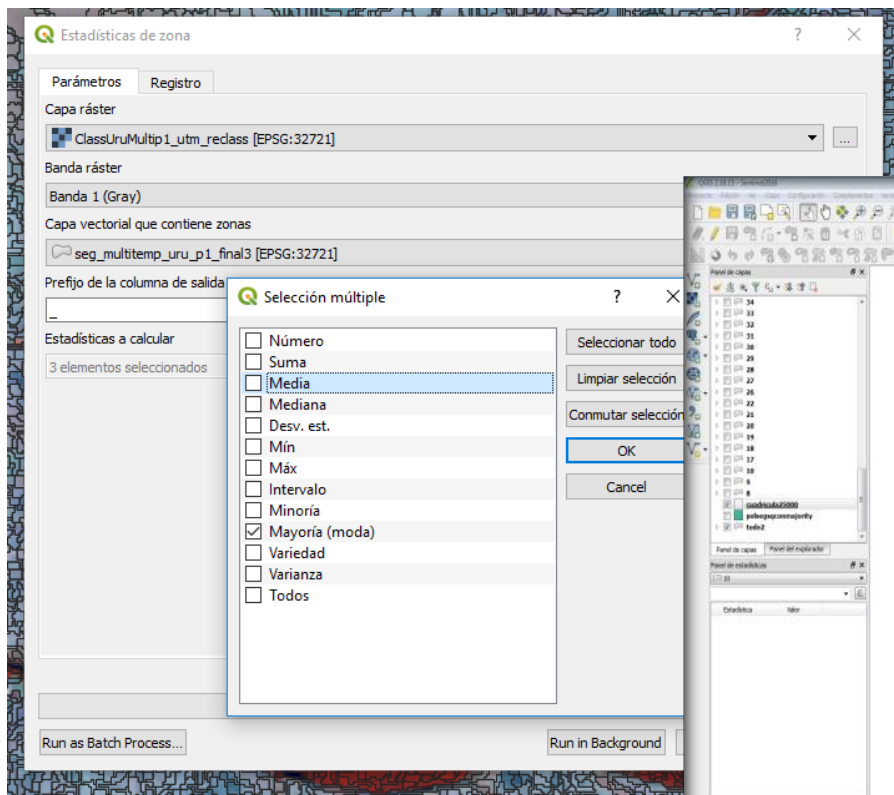 Estadísticas de zona
Parámetros
Registro
Capa ráster
ClassUruMultip1_utm_reclass [EPSG:32721]
...
Banda ráster
Banda 1 (Gray)
Capa vectorial que contiene zonas
seg_multitemp_uru_p1_final3 [EPSG:32721]
Prefijo de la columna de salida
_
Estadísticas a calcular
3 elementos seleccionados
Run as Batch Process...
Run in Background
Selección múltiple
Número
Suma
Media
Mediana
Desv. est.
Mín
Máx
Intervalo
Minoría
Mayoría (moda)
Variedad
Varianza
Todos
Seleccionar todo
Limpiar selección
Conmutar selección
OK
Cancel
Panel de capas
34
33
32
31
30
29
28
27
26
22
21
20
19
18
17
10
9
8
cuadricula25000
todo2
Panel de capas
Panel del explorador
Panel de estadísticas
Estadística
Valor